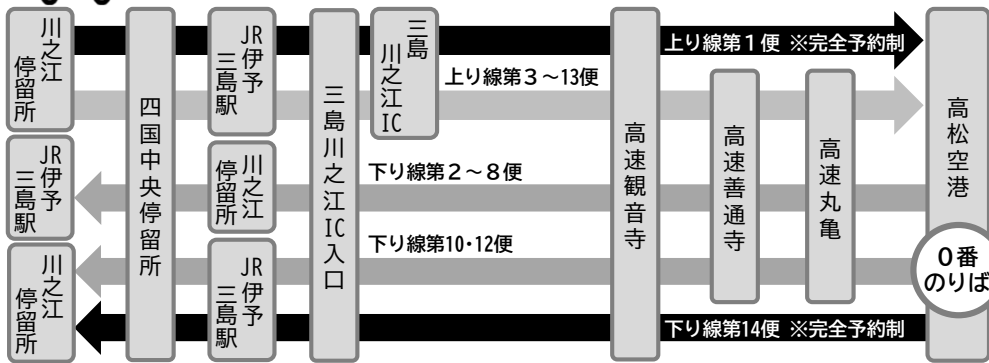 川之江
停留所
四国中央停留所
JR伊予
三島駅
三島川之江IC入口
三島
川之江IC
上り線第1便 ※完全予約制
上り線第3～13便
高速観音寺
高速善通寺
高速丸亀
高松空港
JR伊予
三島駅
川之江
停留所
下り線第2～8便
下り線第10・12便
0番
のりば
川之江
停留所
JR伊予
三島駅
下り線第14便 ※完全予約制